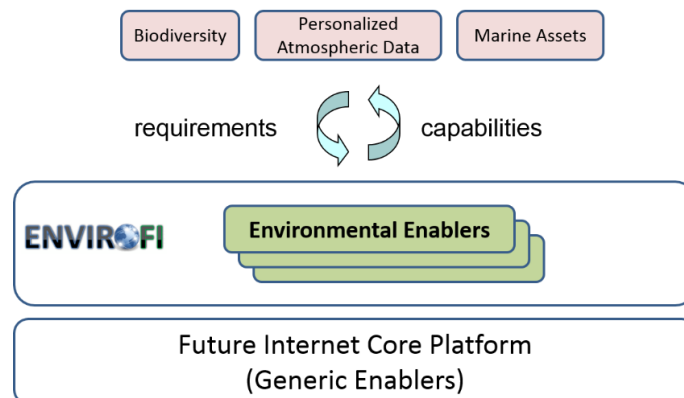 Biodiversity
Personalized
Atmospheric Data
Marine Assets
requirements
capabilities
ENVIROFI
Environmental Enablers
Future Internet Core Platform
(Generic Enablers)